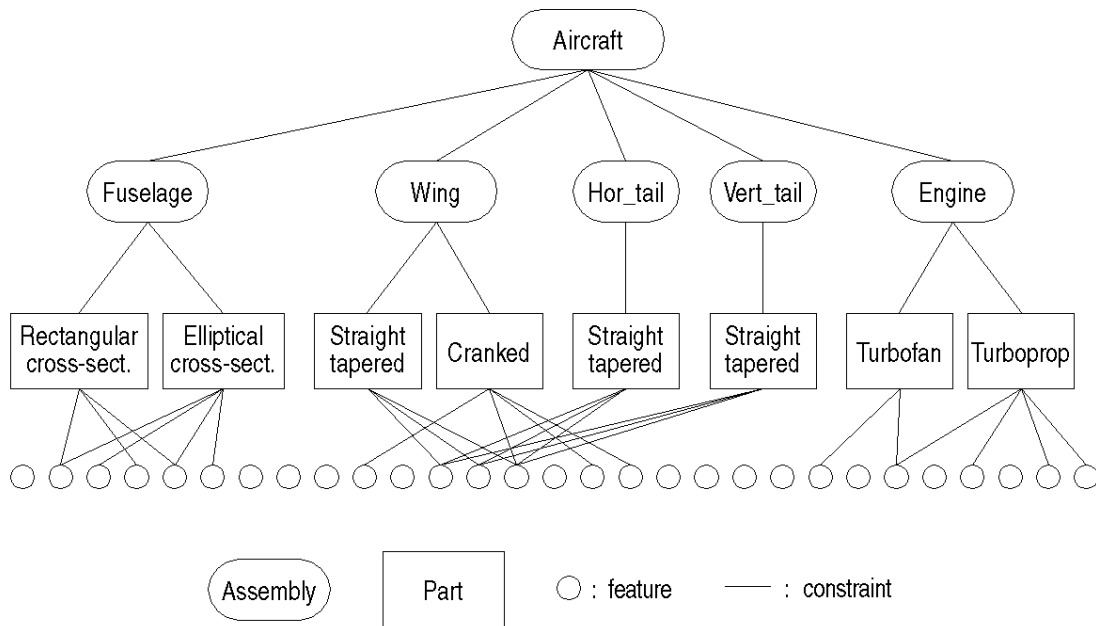 Aircraft
Fuselage
Wing
Hor_tail
Vert_tail
Engine
Rectangular
cross-sect.
Elliptical
cross-sect.
Straight
tapered
Cranked
Straight
tapered
Straight
tapered
Turbofan
Turboprop
Assembly
Part
: feature
: constraint